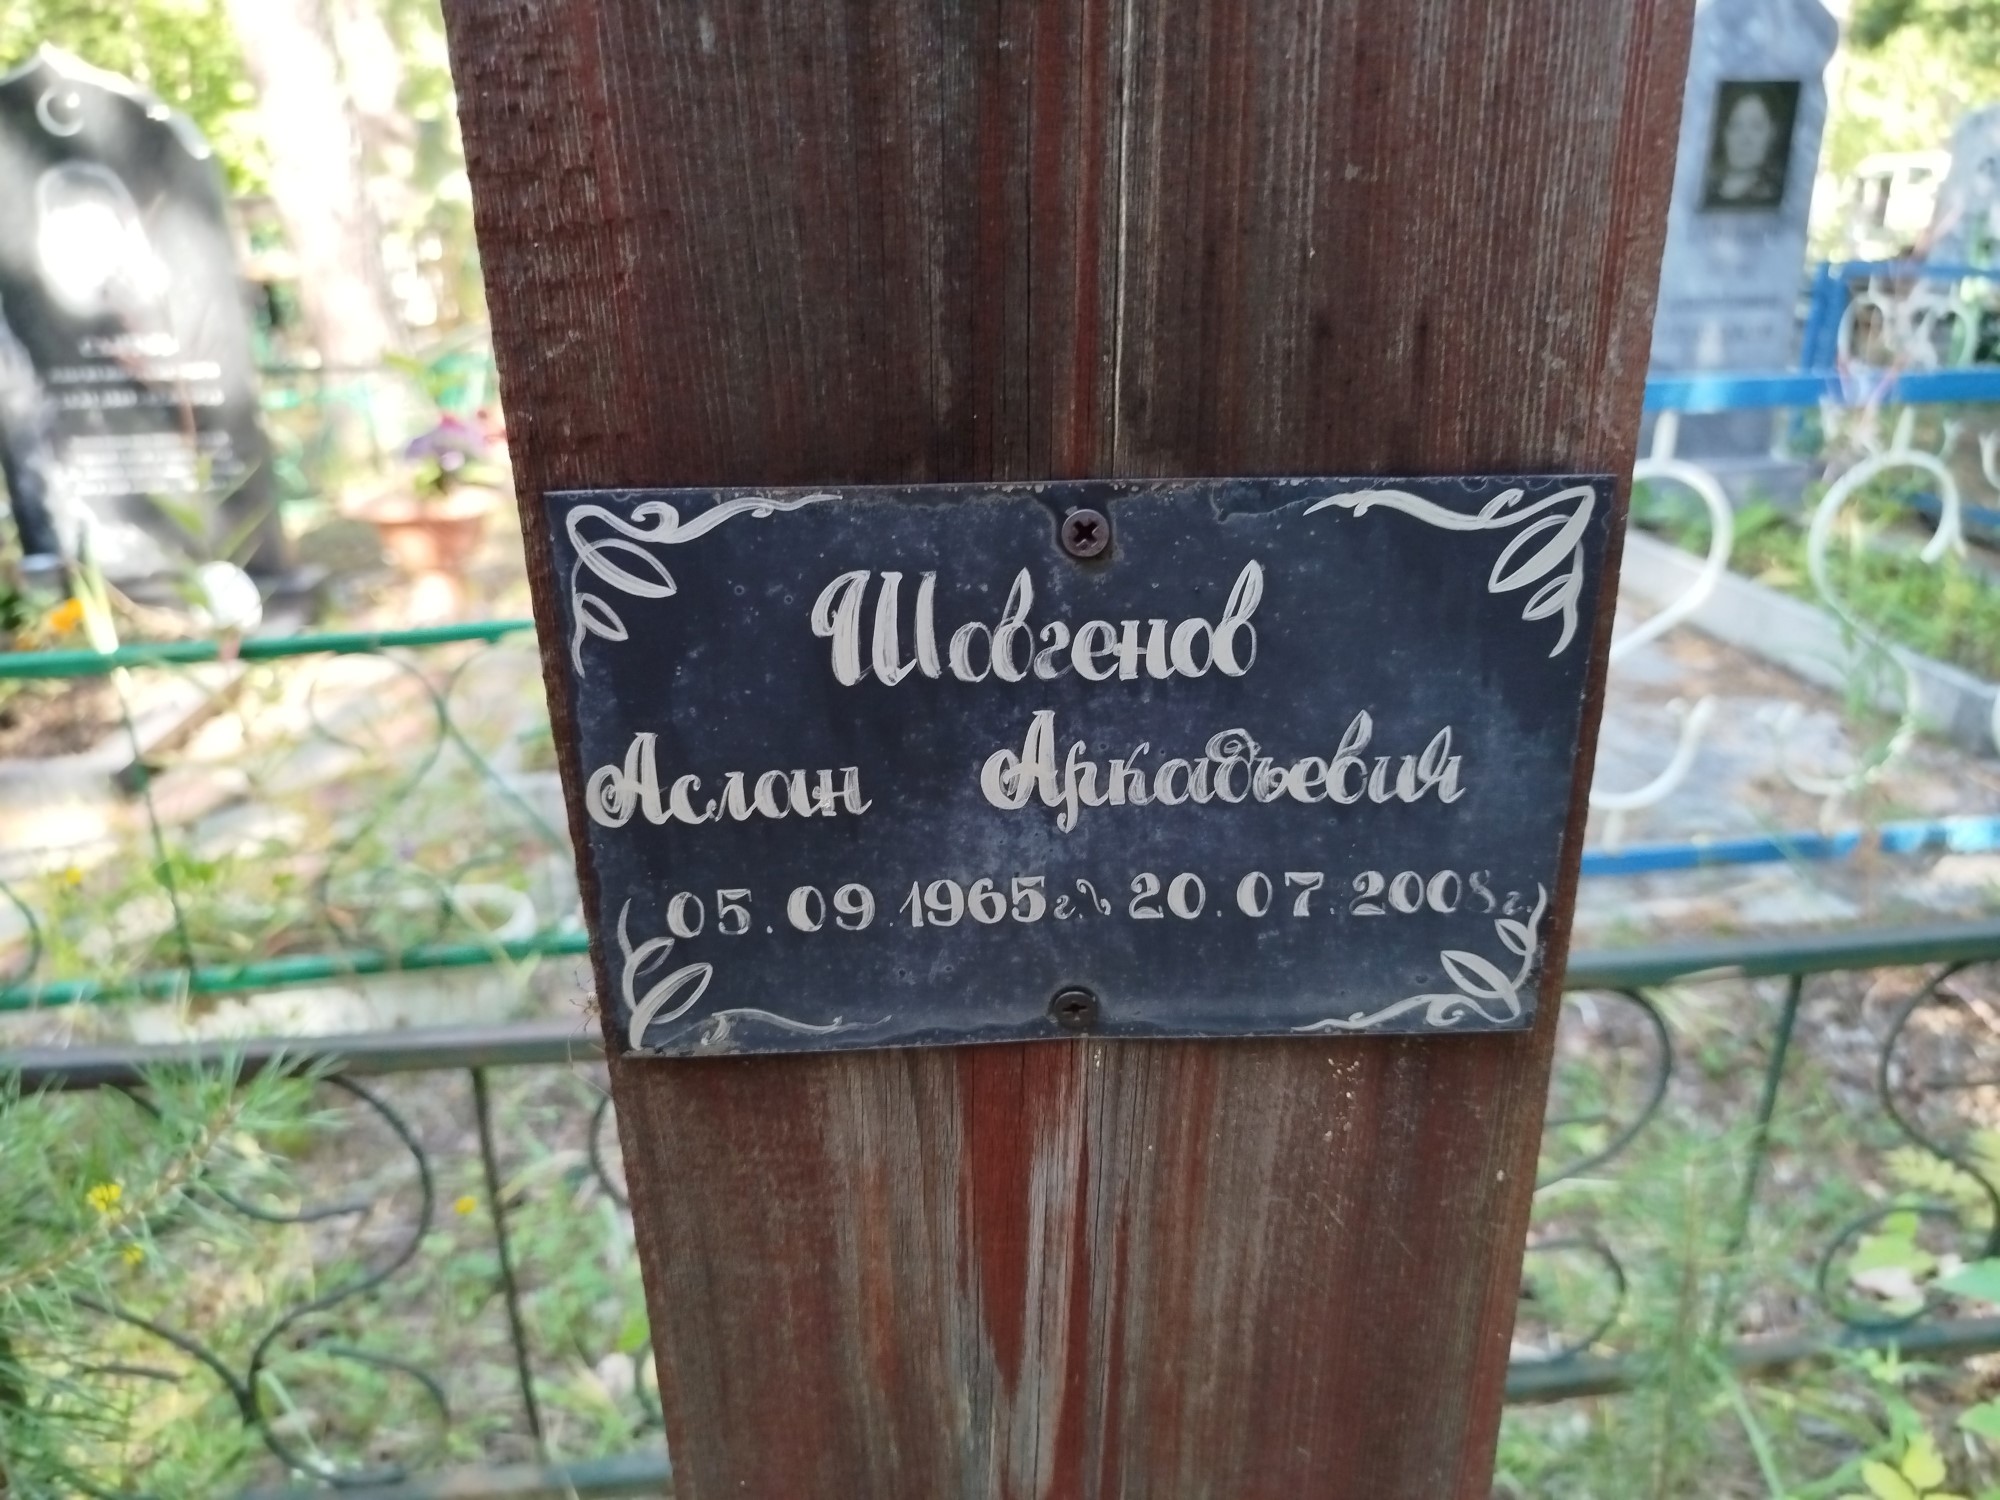 Шовгенов
Аслан Аркадьевич
05.09.1965г. 20.07.2008г.